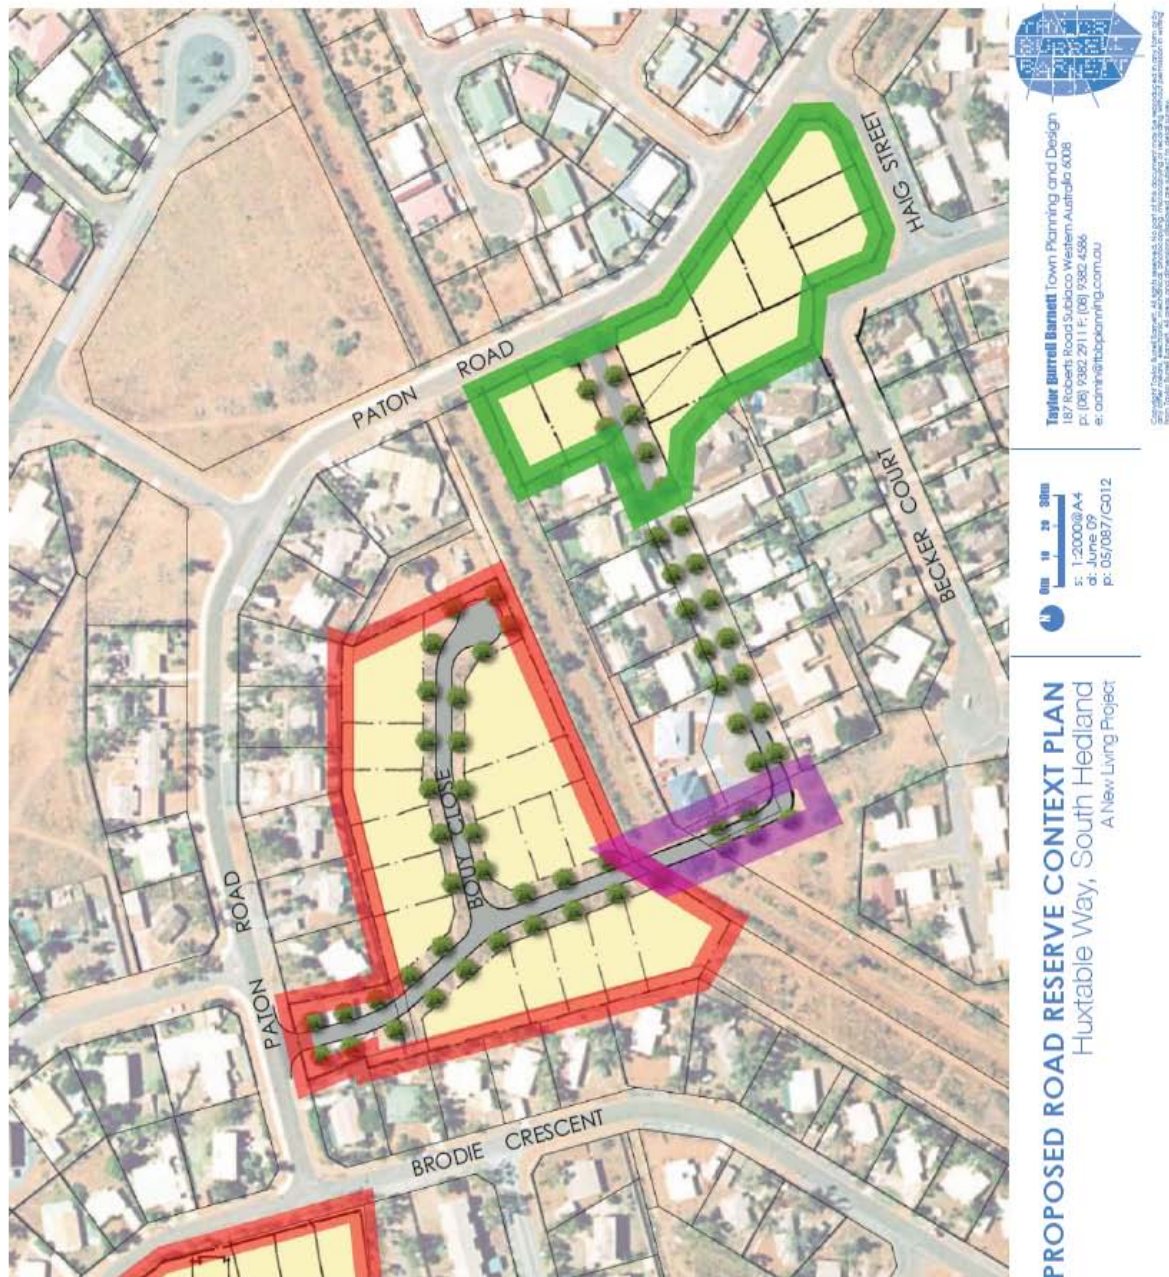 HAIG STREET
PATON ROAD
BECKER COURT
BOUY CLOSE
ROAD
PATON
BRODIE CRESCENT
Taylor Burrell Barnett Town Planning and Design
187 Roberts Road Subiaco Western Australia 6008
p: (08) 9382 2911 F: (08) 9382 4586
e: admin@tbbplanning.com.au
N
0m 10 20 30m
s: 1:2000@A4
d: June 09
p: 05/087/G012
PROPOSED ROAD RESERVE CONTEXT PLAN
Huxtable Way, South Hedland
A New Living Project